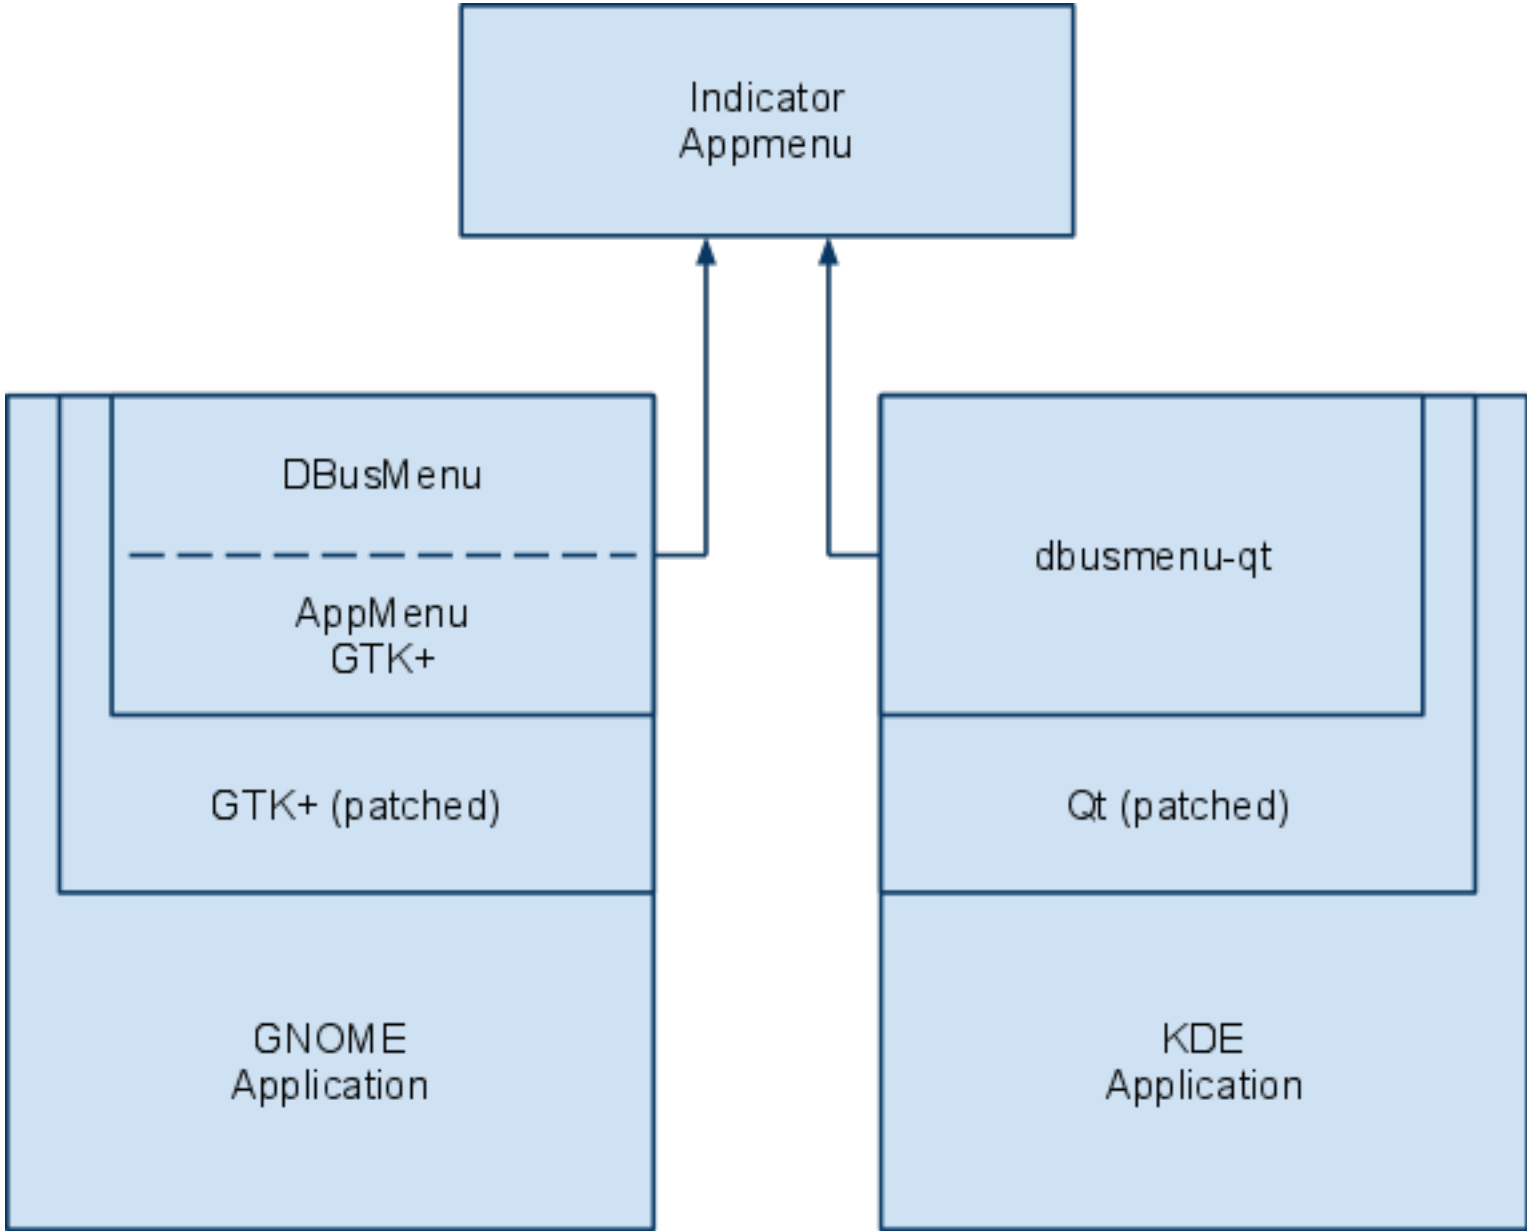 Indicator
Appmenu
DBusMenu
AppMenu
GTK+
GTK+ (patched)
GNOME
Application
dbusmenu-qt
Qt (patched)
KDE
Application